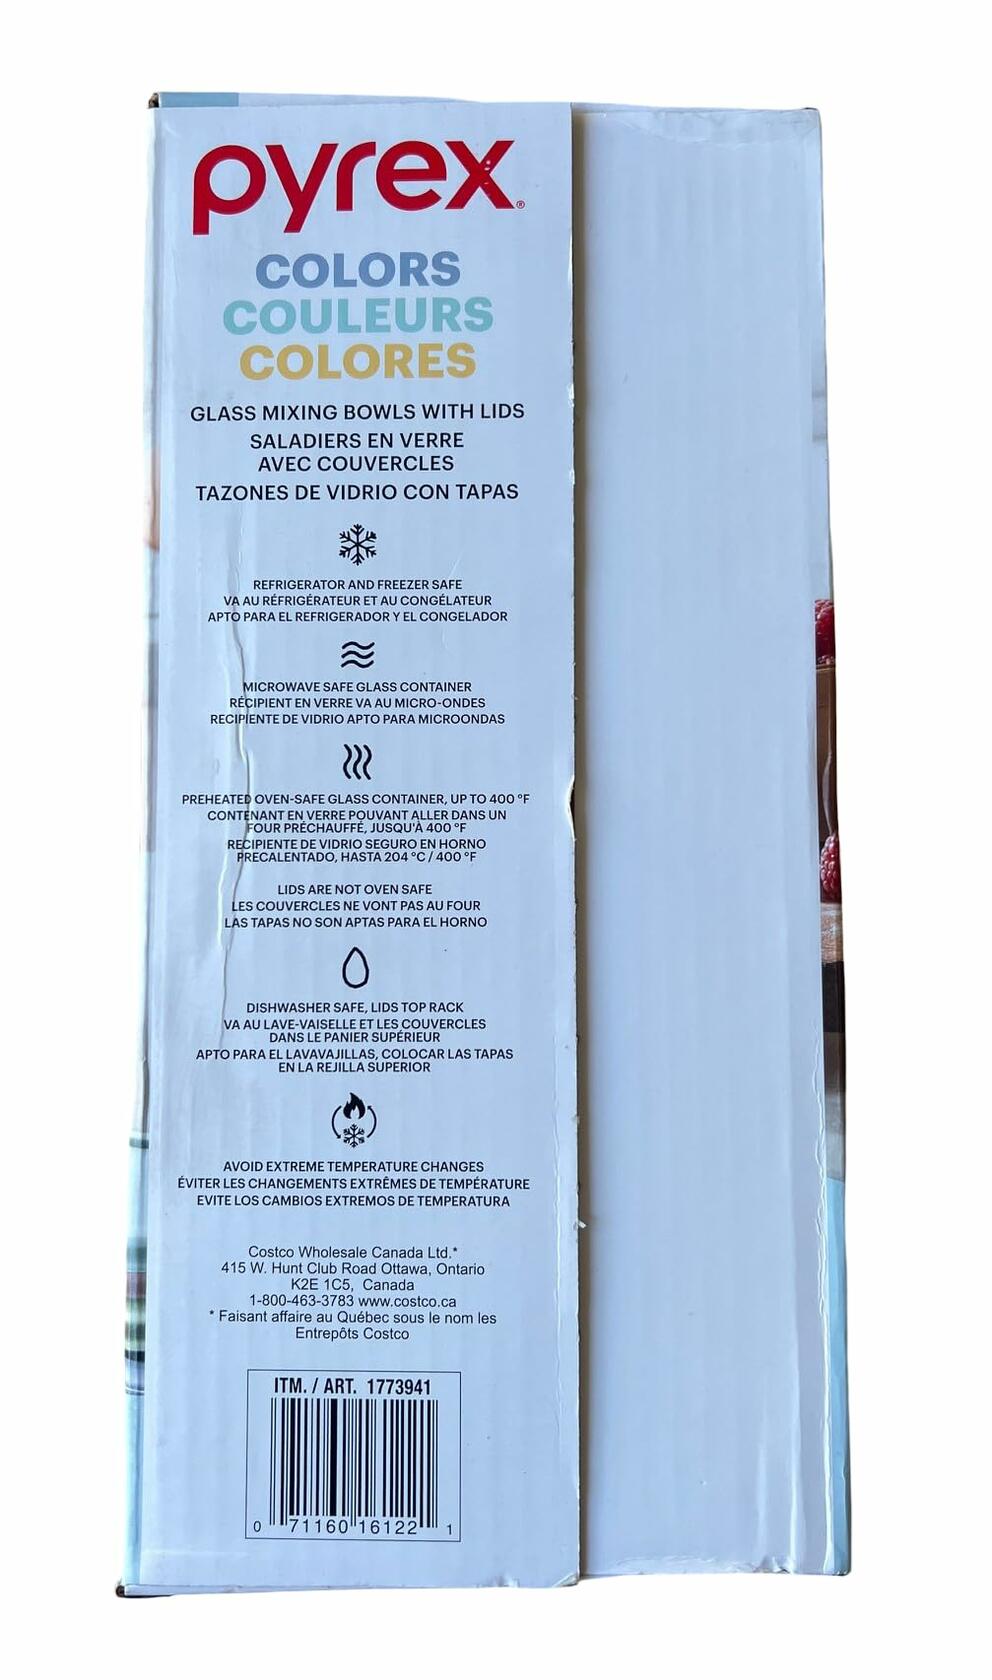 pyrex®
COLORS
COULEURS
COLORES
GLASS MIXING BOWLS WITH LIDS
SALADIERS EN VERRE
AVEC COUVERCLES
TAZONES DE VIDRIO CON TAPAS
REFRIGERATOR AND FREEZER SAFE
VA AU RÉFRIGÉRATEUR ET AU CONGÉLATEUR
APTO PARA EL REFRIGERADOR Y EL CONGELADOR
MICROWAVE SAFE GLASS CONTAINER
RÉCIPIENT EN VERRE VA AU MICRO-ONDES
RECIPIENTE DE VIDRIO APTO PARA MICROONDAS
PREHEATED OVEN-SAFE GLASS CONTAINER, UP TO 400 °F
CONTENANT EN VERRE POUVANT ALLER DANS UN
FOUR PRÉCHAUFFÉ, JUSQU'À 400 °F
RECIPIENTE DE VIDRIO SEGURO EN HORNO
PRECALENTADO, HASTA 204 °C / 400 °F
LIDS ARE NOT OVEN SAFE
LES COUVERCLES NE VONT PAS AU FOUR
LAS TAPAS NO SON APTAS PARA EL HORNO
DISHWASHER SAFE, LIDS TOP RACK
VA AU LAVE-VAISELLE ET LES COUVERCLES
DANS LE PANIER SUPÉRIEUR
APTO PARA EL LAVAVAJILLAS, COLOCAR LAS TAPAS
EN LA REJILLA SUPERIOR
AVOID EXTREME TEMPERATURE CHANGES
ÉVITER LES CHANGEMENTS EXTRÊMES DE TEMPÉRATURE
EVITE LOS CAMBIOS EXTREMOS DE TEMPERATURA
Costco Wholesale Canada Ltd.*
415 W. Hunt Club Road Ottawa, Ontario
K2E 1C5, Canada
1-800-463-3783 www.costco.ca
* Faisant affaire au Québec sous le nom les
Entrepôts Costco
ITM. / ART. 1773941
0 71160 16122 1